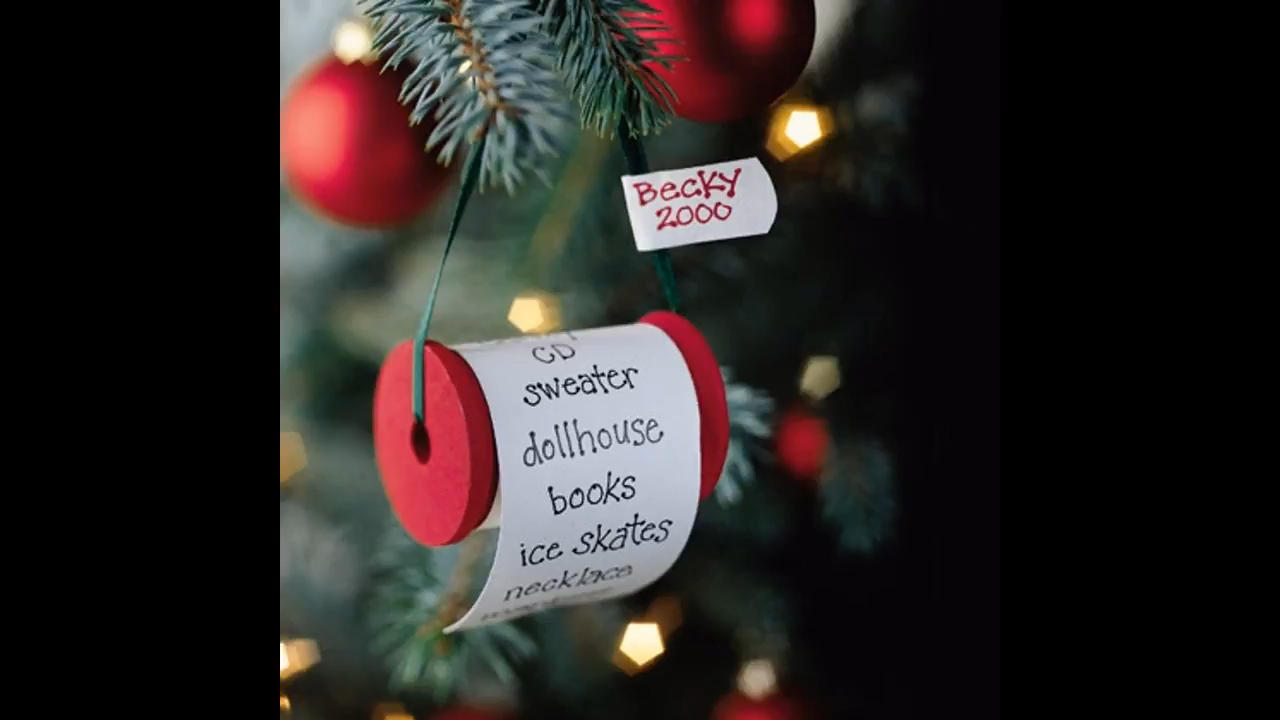 Becky
2000
CD
sweater
dollhouse
books
ice skates
necklace